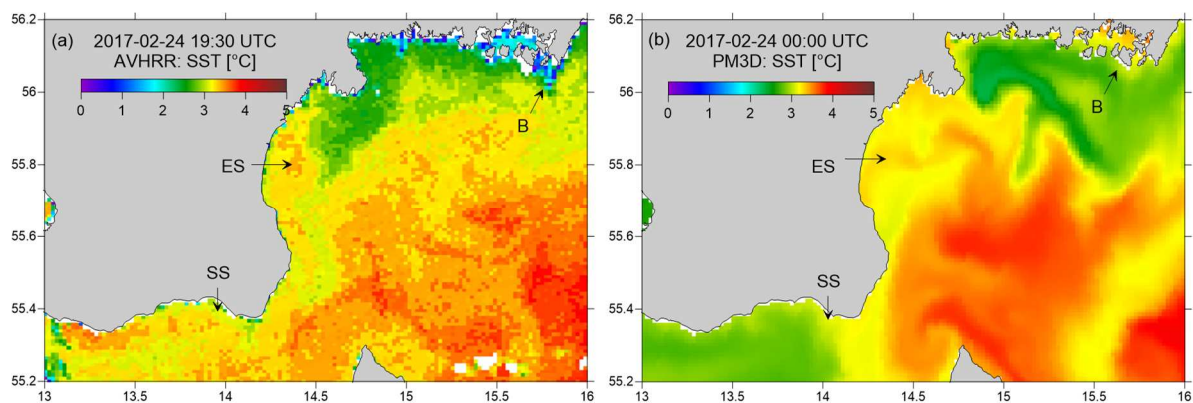 56.2
(a) 2017-02-24 19:30 UTC
AVHRR: SST [°C]
0 1 2 3 4 5
56
B
ES
55.8
55.6
SS
55.4
55.2
13 13.5 14 14.5 15 15.5 16
56.2
(b) 2017-02-24 00:00 UTC
PM3D: SST [°C]
0 1 2 3 4 5
56
B
ES
55.8
55.6
SS
55.4
55.2
13 13.5 14 14.5 15 15.5 16